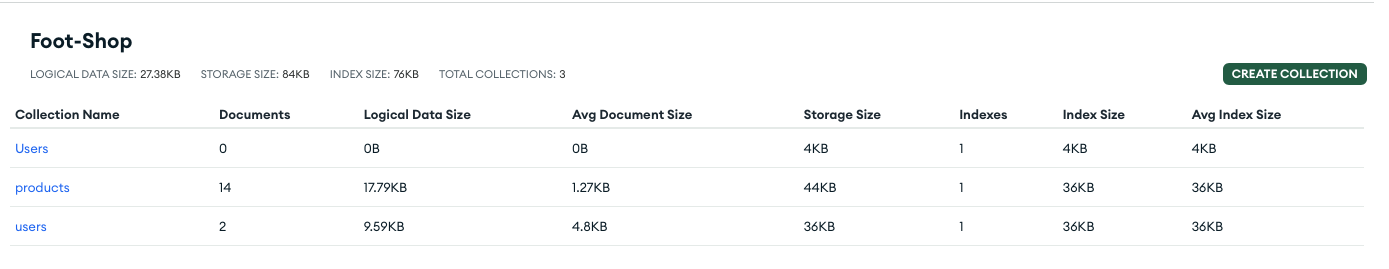 Foot-Shop
LOGICAL DATA SIZE: 27.38KB STORAGE SIZE: 84KB INDEX SIZE: 76KB TOTAL COLLECTIONS: 3
CREATE COLLECTION
Collection Name Documents Logical Data Size Avg Document Size Storage Size Indexes Index Size Avg Index Size
Users 0 0B 0B 4KB 1 4KB 4KB
products 14 17.79KB 1.27KB 44KB 1 36KB 36KB
users 2 9.59KB 4.8KB 36KB 1 36KB 36KB